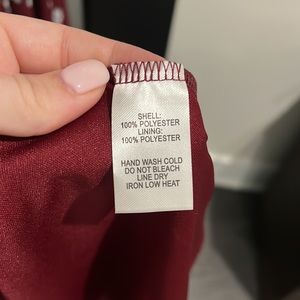 SHELL:
100% POLYESTER
LINING:
100% POLYESTER
HAND WASH COLD
DO NOT BLEACH
LINE DRY
IRON LOW HEAT